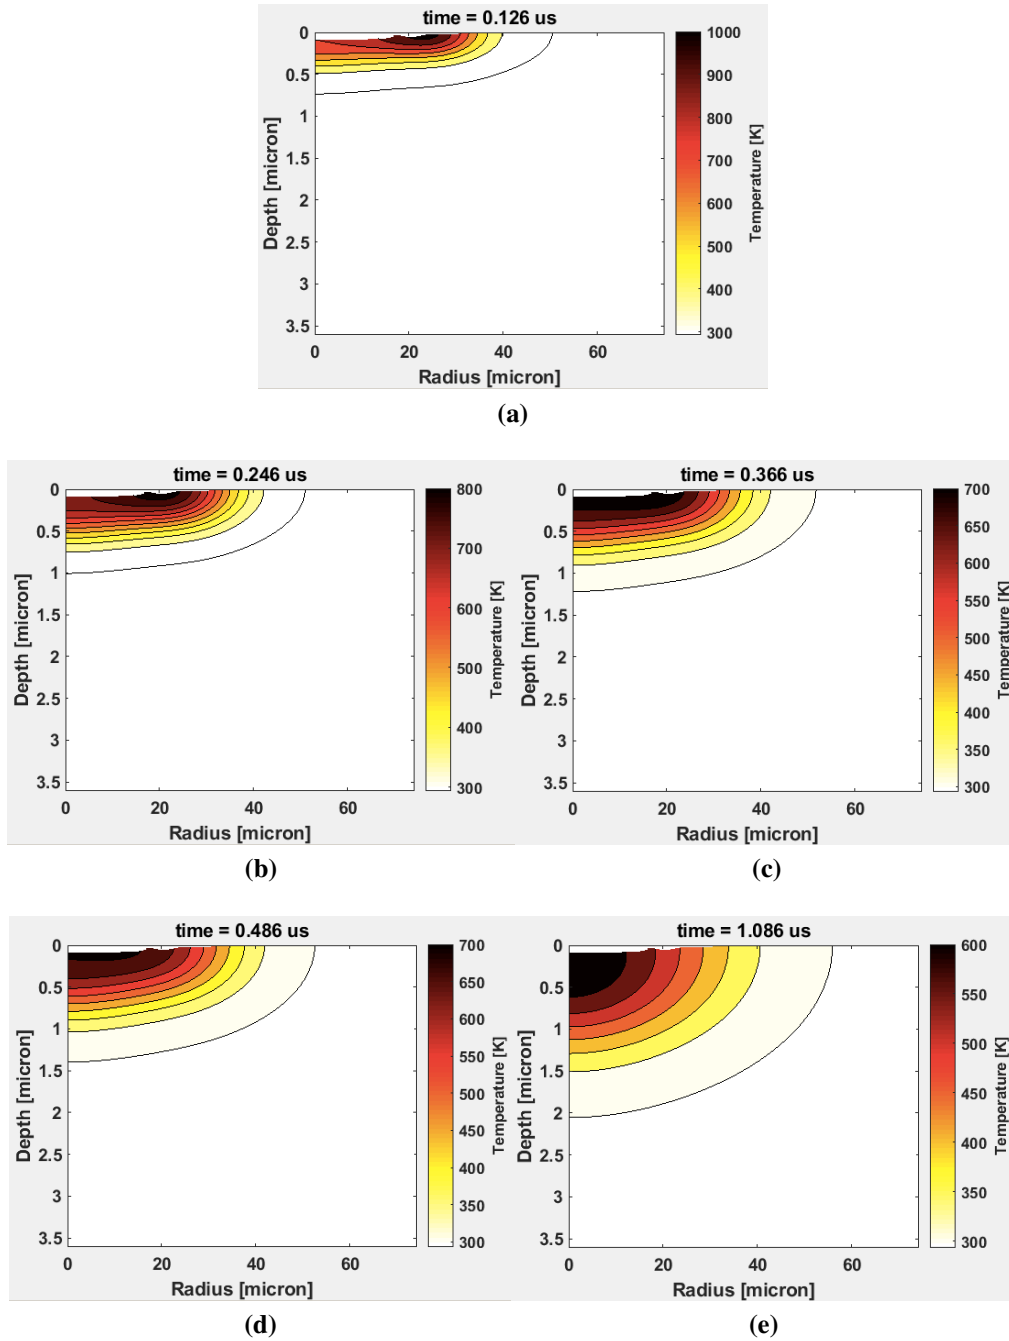 time = 0.126 us
0
0.5
1
1.5
2
2.5
3
3.5
Depth [micron]
0 20 40 60
Radius [micron]
1000
900
800
700
600
500
400
300
Temperature [K]
(a)
time = 0.246 us
0
0.5
1
1.5
2
2.5
3
3.5
Depth [micron]
0 20 40 60
Radius [micron]
800
700
600
500
400
300
Temperature [K]
(b)
time = 0.366 us
0
0.5
1
1.5
2
2.5
3
3.5
Depth [micron]
0 20 40 60
Radius [micron]
700
650
600
550
500
450
400
350
300
Temperature [K]
(c)
time = 0.486 us
0
0.5
1
1.5
2
2.5
3
3.5
Depth [micron]
0 20 40 60
Radius [micron]
700
650
600
550
500
450
400
350
300
Temperature [K]
(d)
time = 1.086 us
0
0.5
1
1.5
2
2.5
3
3.5
Depth [micron]
0 20 40 60
Radius [micron]
600
550
500
450
400
350
300
Temperature [K]
(e)